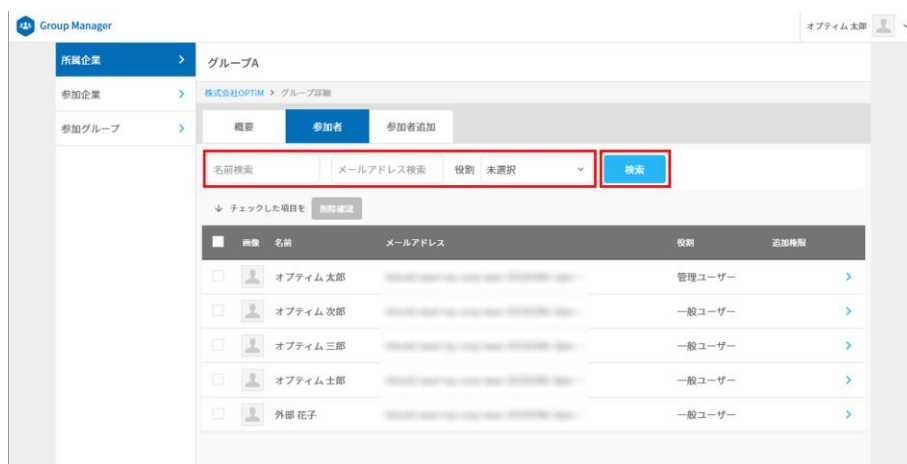 Group Manager
オプティム 太郎
所属企業
グループA
参加企業
株式会社OPTiM > グループ詳細
参加グループ
概要 参加者 参加者追加
名前検索 メールアドレス検索 役割 未選択 検索
↓ チェックした項目を 削除確認
画像 名前 メールアドレス 役割 追加権限
オプティム 太郎 管理ユーザー
オプティム 次郎 一般ユーザー
オプティム 三郎 一般ユーザー
オプティム 士郎 一般ユーザー
外部 花子 一般ユーザー